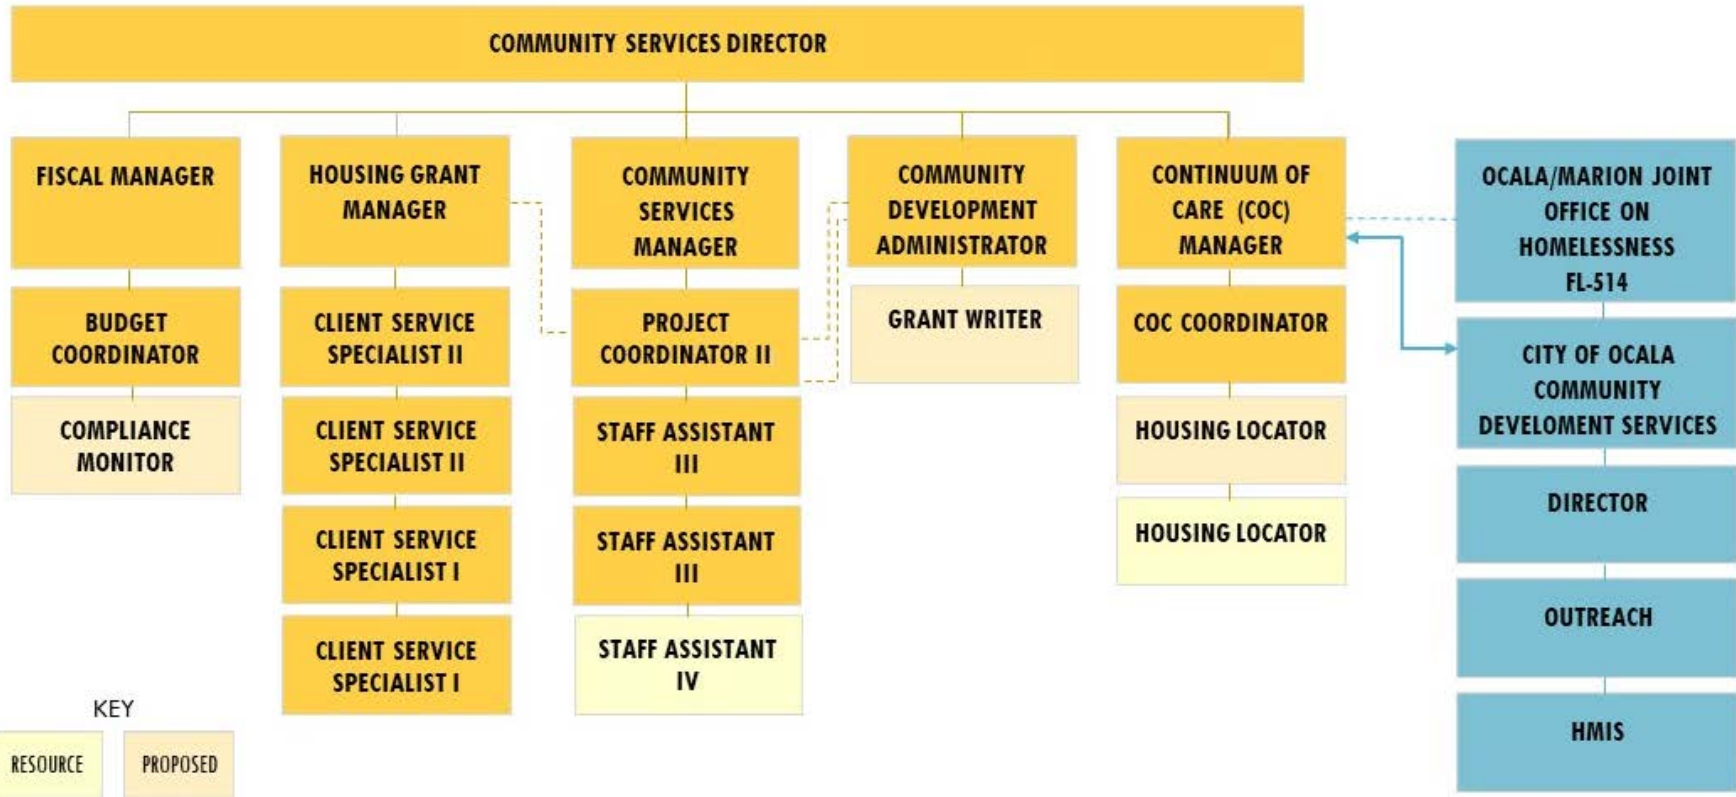 COMMUNITY SERVICES DIRECTOR
FISCAL MANAGER
BUDGET
COORDINATOR
COMPLIANCE
MONITOR
HOUSING GRANT
MANAGER
CLIENT SERVICE
SPECIALIST II
CLIENT SERVICE
SPECIALIST II
CLIENT SERVICE
SPECIALIST I
CLIENT SERVICE
SPECIALIST I
COMMUNITY
SERVICES
MANAGER
PROJECT
COORDINATOR II
STAFF ASSISTANT
III
STAFF ASSISTANT
III
STAFF ASSISTANT
IV
COMMUNITY
DEVELOPMENT
ADMINISTRATOR
GRANT WRITER
CONTINUUM OF
CARE (COC)
MANAGER
COC COORDINATOR
HOUSING LOCATOR
HOUSING LOCATOR
OCALA/MARION JOINT
OFFICE ON
HOMELESSNESS
FL-514
CITY OF OCALA
COMMUNITY
DEVELOMENT SERVICES
DIRECTOR
OUTREACH
HMIS
KEY
RESOURCE
PROPOSED